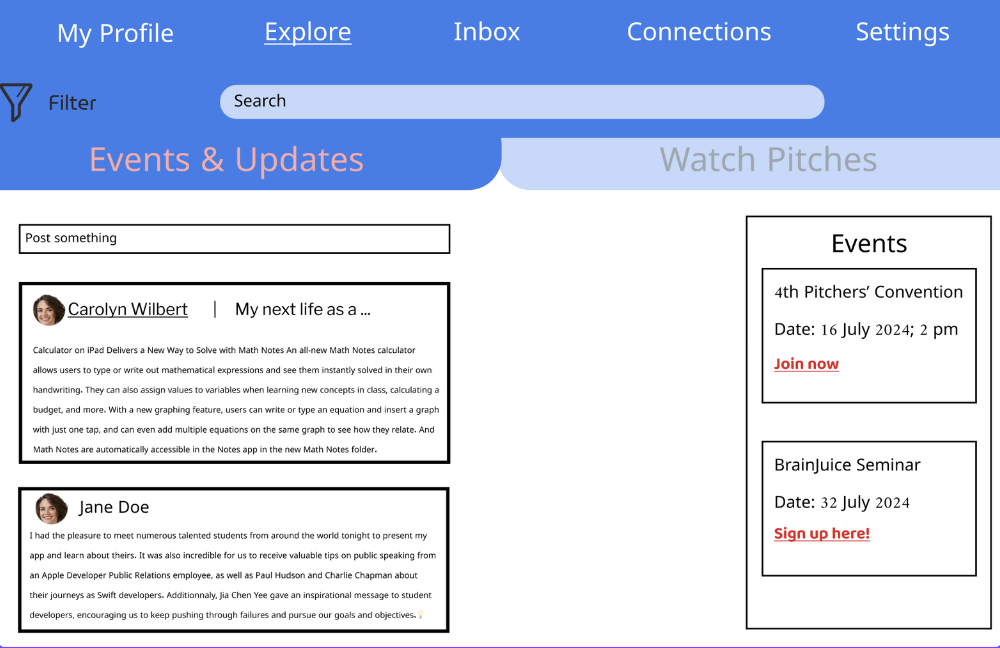 My Profile
Explore
Inbox
Connections
Settings
Filter
Search
Events & Updates
Watch Pitches
Post something
Carolyn Wilbert | My next life as a ...
Calculator on iPad Delivers a New Way to Solve with Math Notes An all-new Math Notes calculator
allows users to type or write out mathematical expressions and see them instantly solved in their own
handwriting. They can also assign values to variables when learning new concepts in class, calculating a
budget, and more. With a new graphing feature, users can write or type an equation and insert a graph
with just one tap, and can even add multiple equations on the same graph to see how they relate. And
Math Notes are automatically accessible in the Notes app in the new Math Notes folder.
Jane Doe
I had the pleasure to meet numerous talented students from around the world tonight to present my
app and learn about theirs. It was also incredible for us to receive valuable tips on public speaking from
an Apple Developer Public Relations employee, as well as Paul Hudson and Charlie Chapman about
their journeys as Swift developers. Additionnaly, Jia Chen Yee gave an inspirational message to student
developers, encouraging us to keep pushing through failures and pursue our goals and objectives.💡
Events
4th Pitchers’ Convention
Date: 16 July 2024; 2 pm
Join now
BrainJuice Seminar
Date: 32 July 2024
Sign up here!